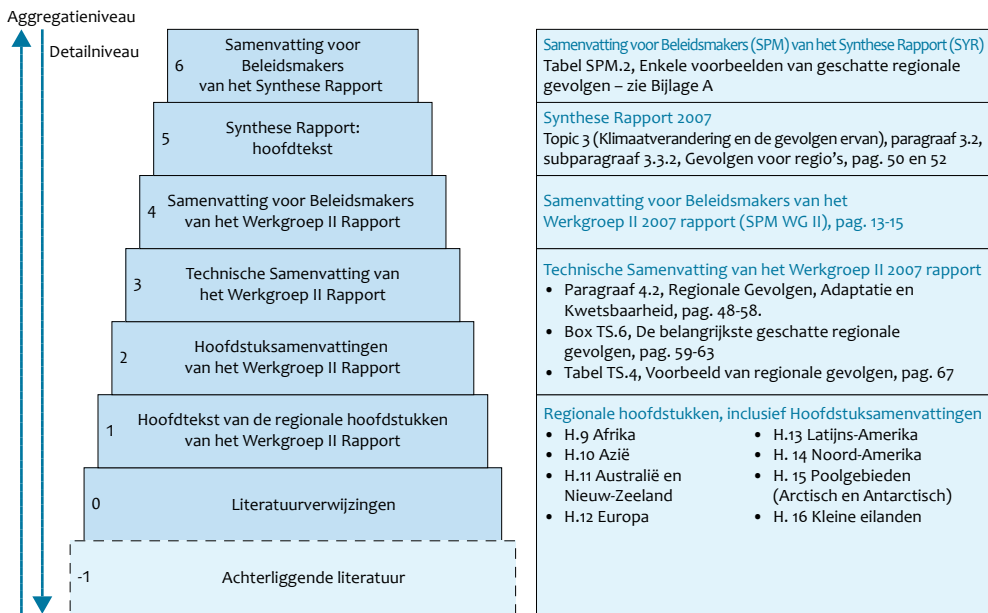 Aggregatieniveau
Detailniveau
6
Samenvatting voor
Beleidsmakers
van het Synthese Rapport
5
Synthese Rapport:
hoofdtekst
4
Samenvatting voor Beleidsmakers
van het Werkgroep II Rapport
3
Technische Samenvatting van
het Werkgroep II Rapport
2
Hoofdstuksamenvattingen
van het Werkgroep II Rapport
1
Hoofdtekst van de regionale hoofdstukken
van het Werkgroep II Rapport
0
Literatuurverwijzingen
-1
Achterliggende literatuur
Samenvatting voor Beleidsmakers (SPM) van het Synthese Rapport (SYR)
Tabel SPM.2, Enkele voorbeelden van geschatte regionale
gevolgen – zie Bijlage A
Synthese Rapport 2007
Topic 3 (Klimaatverandering en de gevolgen ervan), paragraaf 3.2,
subparagraaf 3.3.2, Gevolgen voor regio's, pag. 50 en 52
Samenvatting voor Beleidsmakers van het
Werkgroep II 2007 rapport (SPM WG II), pag. 13-15
Technische Samenvatting van het Werkgroep II 2007 rapport
• Paragraaf 4.2, Regionale Gevolgen, Adaptatie en
Kwetsbaarheid, pag. 48-58.
• Box TS.6, De belangrijkste geschatte regionale
gevolgen, pag. 59-63
• Tabel TS.4, Voorbeeld van regionale gevolgen, pag. 67
Regionale hoofdstukken, inclusief Hoofdstuksamenvattingen
• H.9 Afrika
• H.10 Azië
• H.11 Australië en
Nieuw-Zeeland
• H.12 Europa
• H.13 Latijns-Amerika
• H. 14 Noord-Amerika
• H. 15 Poolgebieden
(Arctisch en Antarctisch)
• H. 16 Kleine eilanden